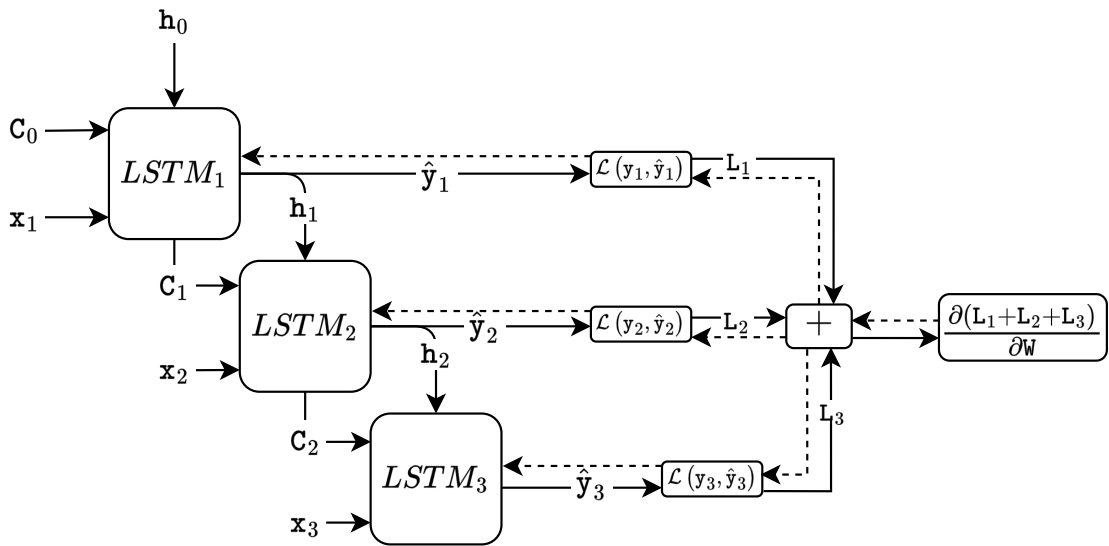 h₀
C₀
LSTM₁
x₁
ŷ₁
ℒ(y₁,ŷ₁)
L₁
h₁
C₁
LSTM₂
x₂
ŷ₂
ℒ(y₂,ŷ₂)
L₂
+
∂(L₁+L₂+L₃)
∂W
h₂
C₂
LSTM₃
x₃
ŷ₃
ℒ(y₃,ŷ₃)
L₃